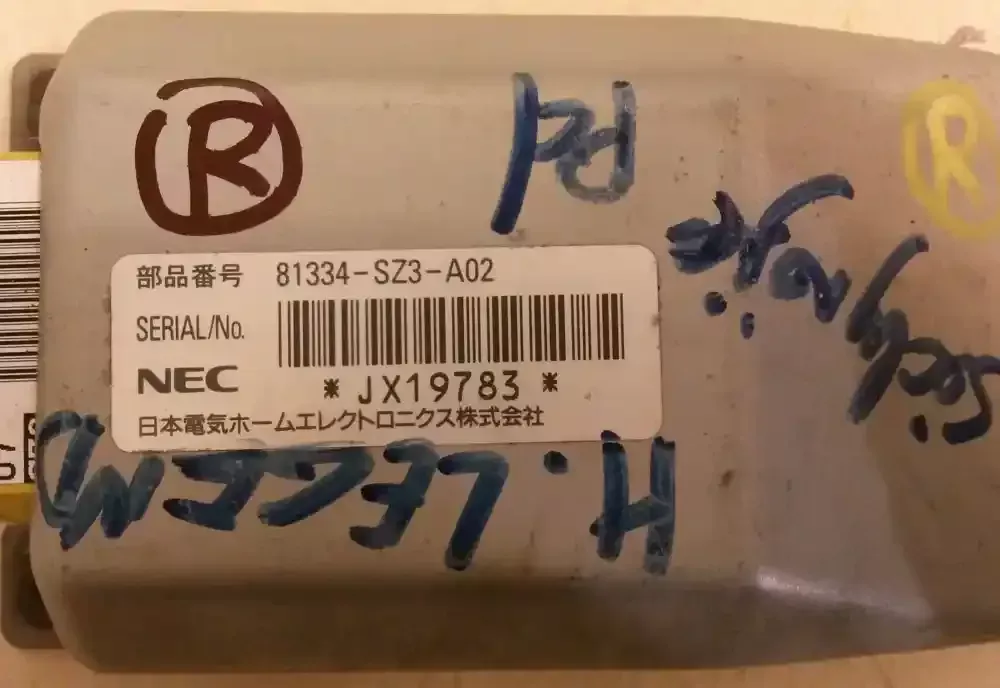 R
Pd
R
部品番号 81334-SZ3-A02
SERIAL/No.
NEC
* JX19783 *
日本電気ホームエレクトロニクス株式会社
H. LEGEND